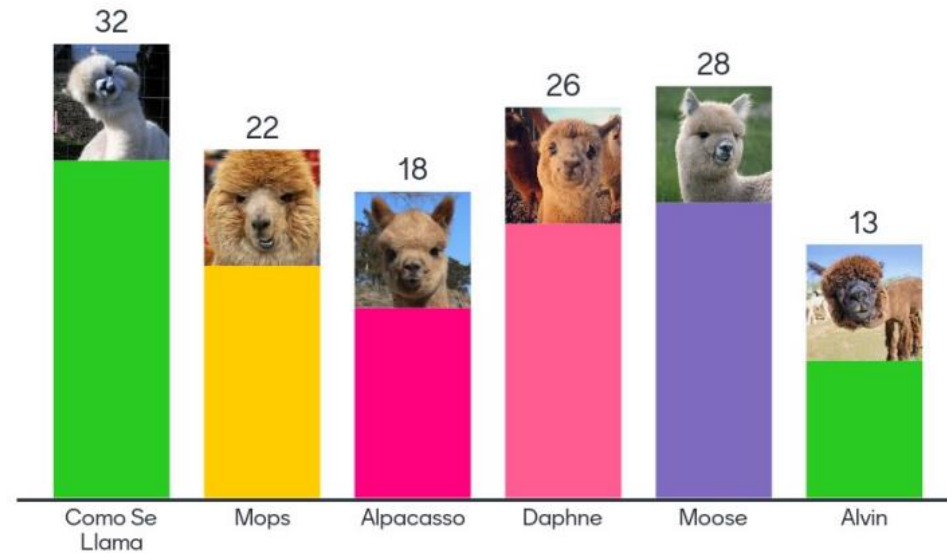 32
22
18
26
28
13
Como Se
Llama
Mops
Alpacasso
Daphne
Moose
Alvin